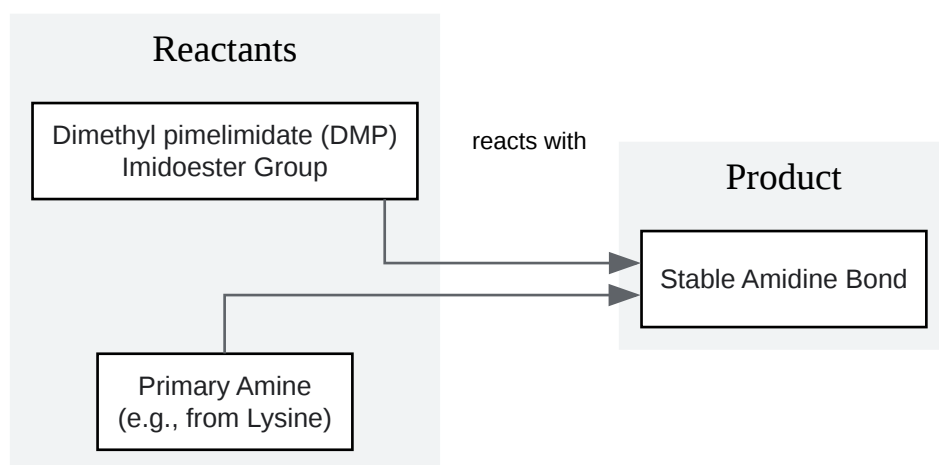 Reactants
Dimethyl pimelimidate (DMP)
Imidoester Group
reacts with
Product
Stable Amidine Bond
Primary Amine
(e.g., from Lysine)